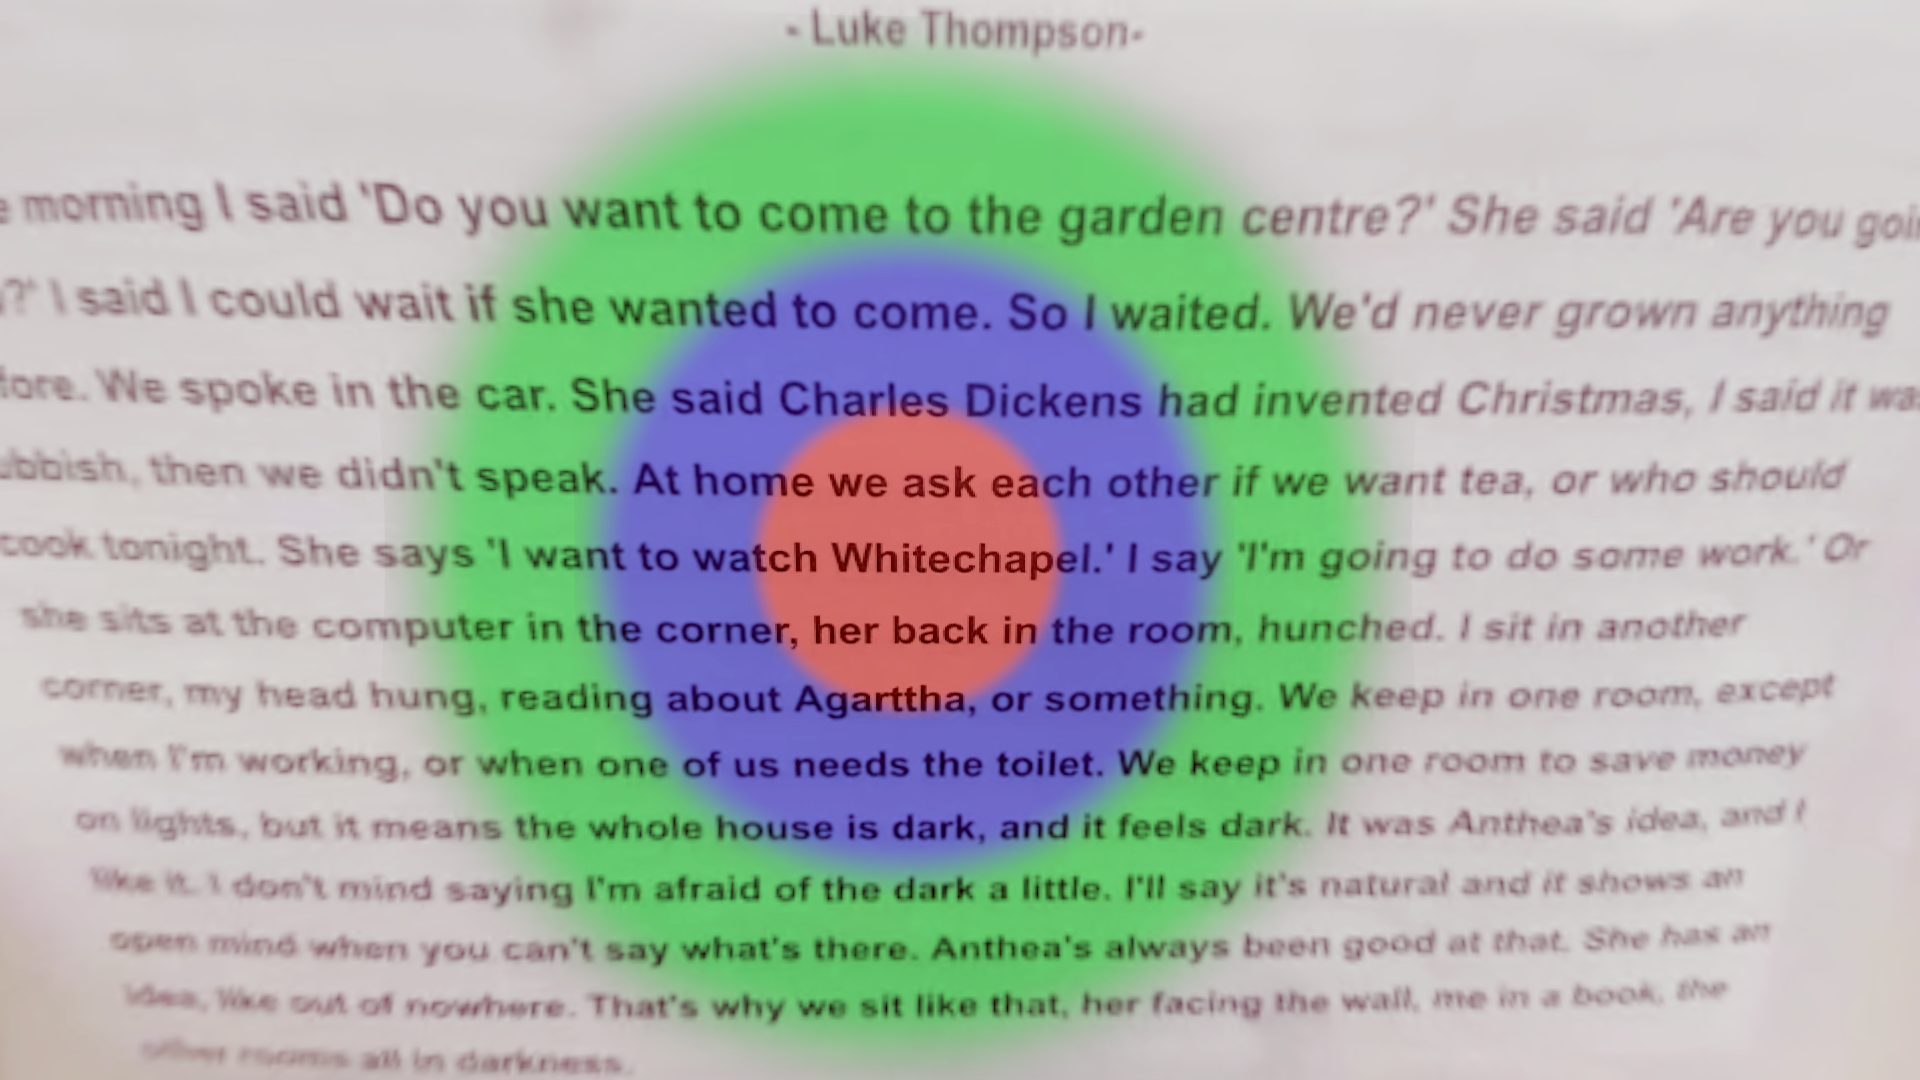 - Luke Thompson-
morning I said 'Do you want to come to the garden centre?' She said 'Are you
I said I could wait if she wanted to come. So I waited. We'd never grown anything
We spoke in the car. She said Charles Dickens had invented Christmas, I said it
then we didn't speak. At home we ask each other if we want tea, or who should
cook tonight. She says 'I want to watch Whitechapel.' I say 'I'm going to do some work.' Or
she sits at the computer in the corner, her back in the room, hunched. I sit in another
corner, my head hung, reading about Agarttha, or something. We keep in one room, except
when I'm working, or when one of us needs the toilet. We keep in one room to save money
on lights, but it means the whole house is dark, and it feels dark. It was Anthea's idea, and I
like it. I don't mind saying I'm afraid of the dark a little. I'll say it's natural and it shows an
open mind when you can't say what's there. Anthea's always been good at that. She has an
idea, like out of nowhere. That's why we sit like that, her facing the wall, me in a book, the
other rooms all in darkness.